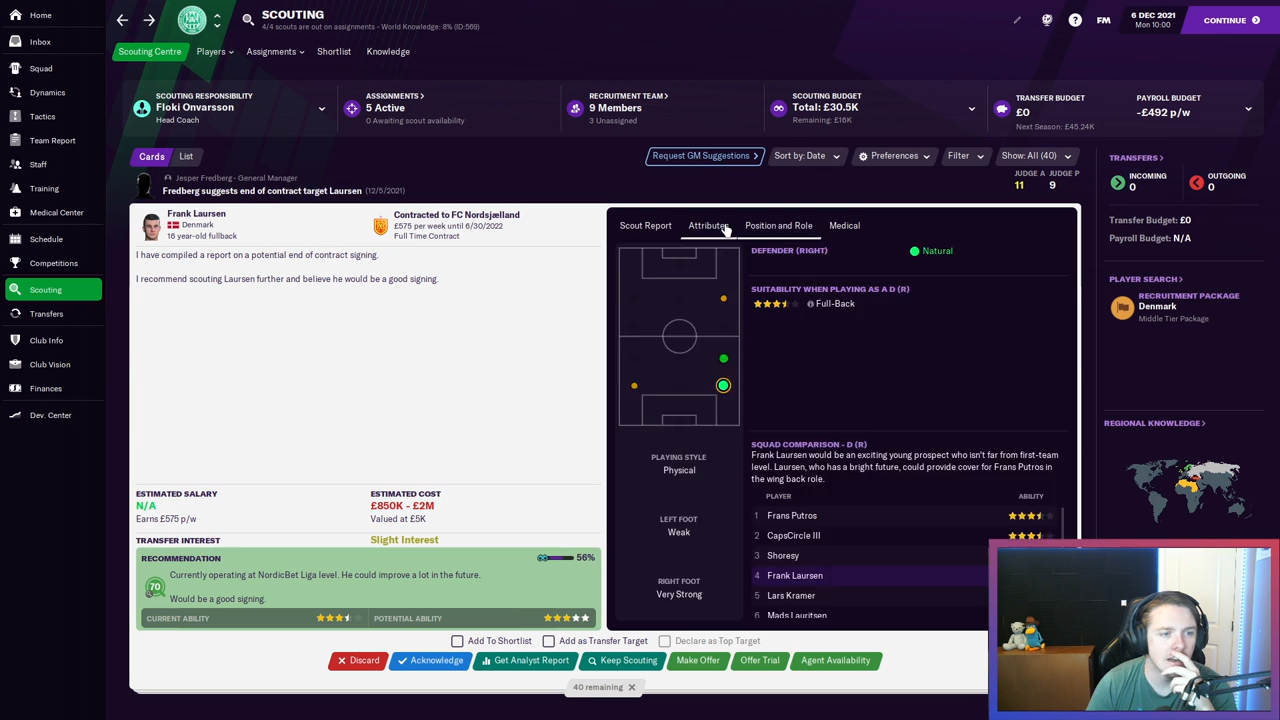 Home
Inbox
Squad
Dynamics
Tactics
Team Report
Staff
Training
Medical Center
Schedule
Competitions
Scouting
Transfers
Club Info
Club Vision
Finances
Dev. Center
SCOUTING
4/4 scouts are out on assignments - World Knowledge: 8% (ID:569)
FM
6 DEC 2021
Mon 10:00
CONTINUE
Scouting Centre
Players
Assignments
Shortlist
Knowledge
SCOUTING RESPONSIBILITY
Floki Onvarsson
Head Coach
ASSIGNMENTS >
5 Active
0 Awaiting scout availability
RECRUITMENT TEAM >
9 Members
3 Unassigned
SCOUTING BUDGET
Total: £30.5K
Remaining: £16K
TRANSFER BUDGET
£0
Next Season: £45.24K
PAYROLL BUDGET
-£492 p/w
Cards
List
Request GM Suggestions >
Sort by: Date
Preferences
Filter
Show: All (40)
Jesper Fredberg - General Manager
Fredberg suggests end of contract target Laursen (12/5/2021)
JUDGE A
11
JUDGE P
9
Frank Laursen
Denmark
16 year-old fullback
Contracted to FC Nordsjælland
£575 per week until 6/30/2022
Full Time Contract
I have compiled a report on a potential end of contract signing.
I recommend scouting Laursen further and believe he would be a good signing.
ESTIMATED SALARY
N/A
Earns £575 p/w
ESTIMATED COST
£850K - £2M
Valued at £5K
TRANSFER INTEREST
Slight Interest
RECOMMENDATION
56%
70
Currently operating at NordicBet Liga level. He could improve a lot in the future.
Would be a good signing.
CURRENT ABILITY
POTENTIAL ABILITY
Scout Report
Attributes
Position and Role
Medical
DEFENDER (RIGHT)
Natural
SUITABILITY WHEN PLAYING AS A D (R)
Full-Back
PLAYING STYLE
Physical
LEFT FOOT
Weak
RIGHT FOOT
Very Strong
SQUAD COMPARISON - D (R)
Frank Laursen would be an exciting young prospect who isn't far from first-team
level. Laursen, who has a bright future, could provide cover for Frans Putros in
the wing back role.
PLAYER
ABILITY
1 Frans Putros
2 CapsCircle III
3 Shoresy
4 Frank Laursen
5 Lars Kramer
6 Mads Lauritsen
Add To Shortlist
Add as Transfer Target
Declare as Top Target
Discard
Acknowledge
Get Analyst Report
Keep Scouting
Make Offer
Offer Trial
Agent Availability
40 remaining
TRANSFERS >
INCOMING
0
OUTGOING
0
Transfer Budget: £0
Payroll Budget: N/A
PLAYER SEARCH >
RECRUITMENT PACKAGE
Denmark
Middle Tier Package
REGIONAL KNOWLEDGE >